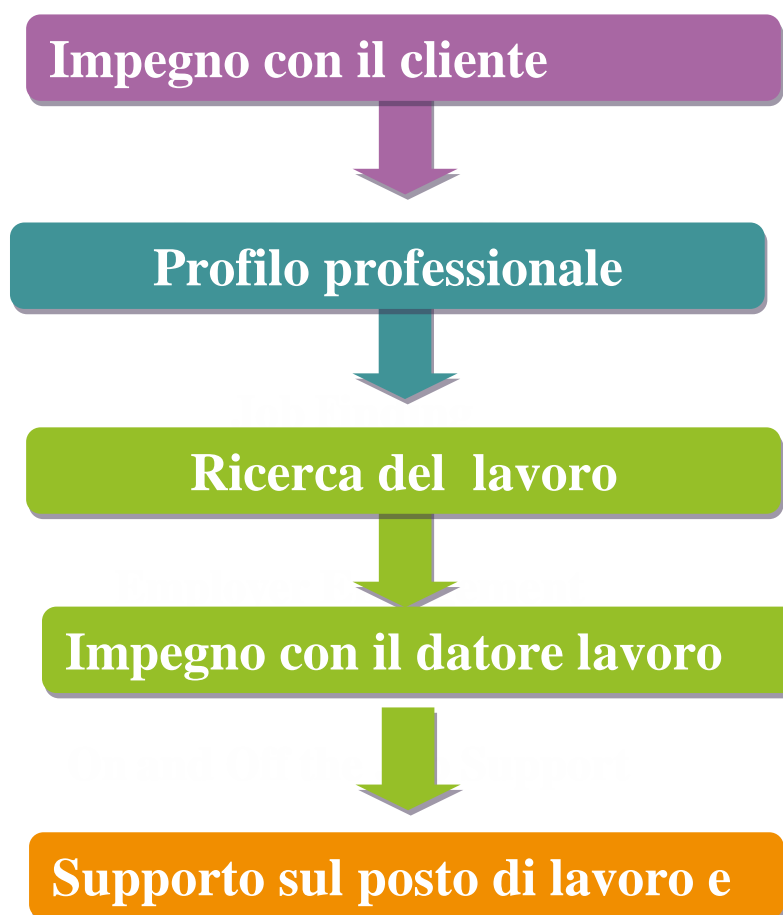 Impegno con il cliente
Profilo professionale
Ricerca del  lavoro
Impegno con il datore lavoro
Supporto sul posto di lavoro e